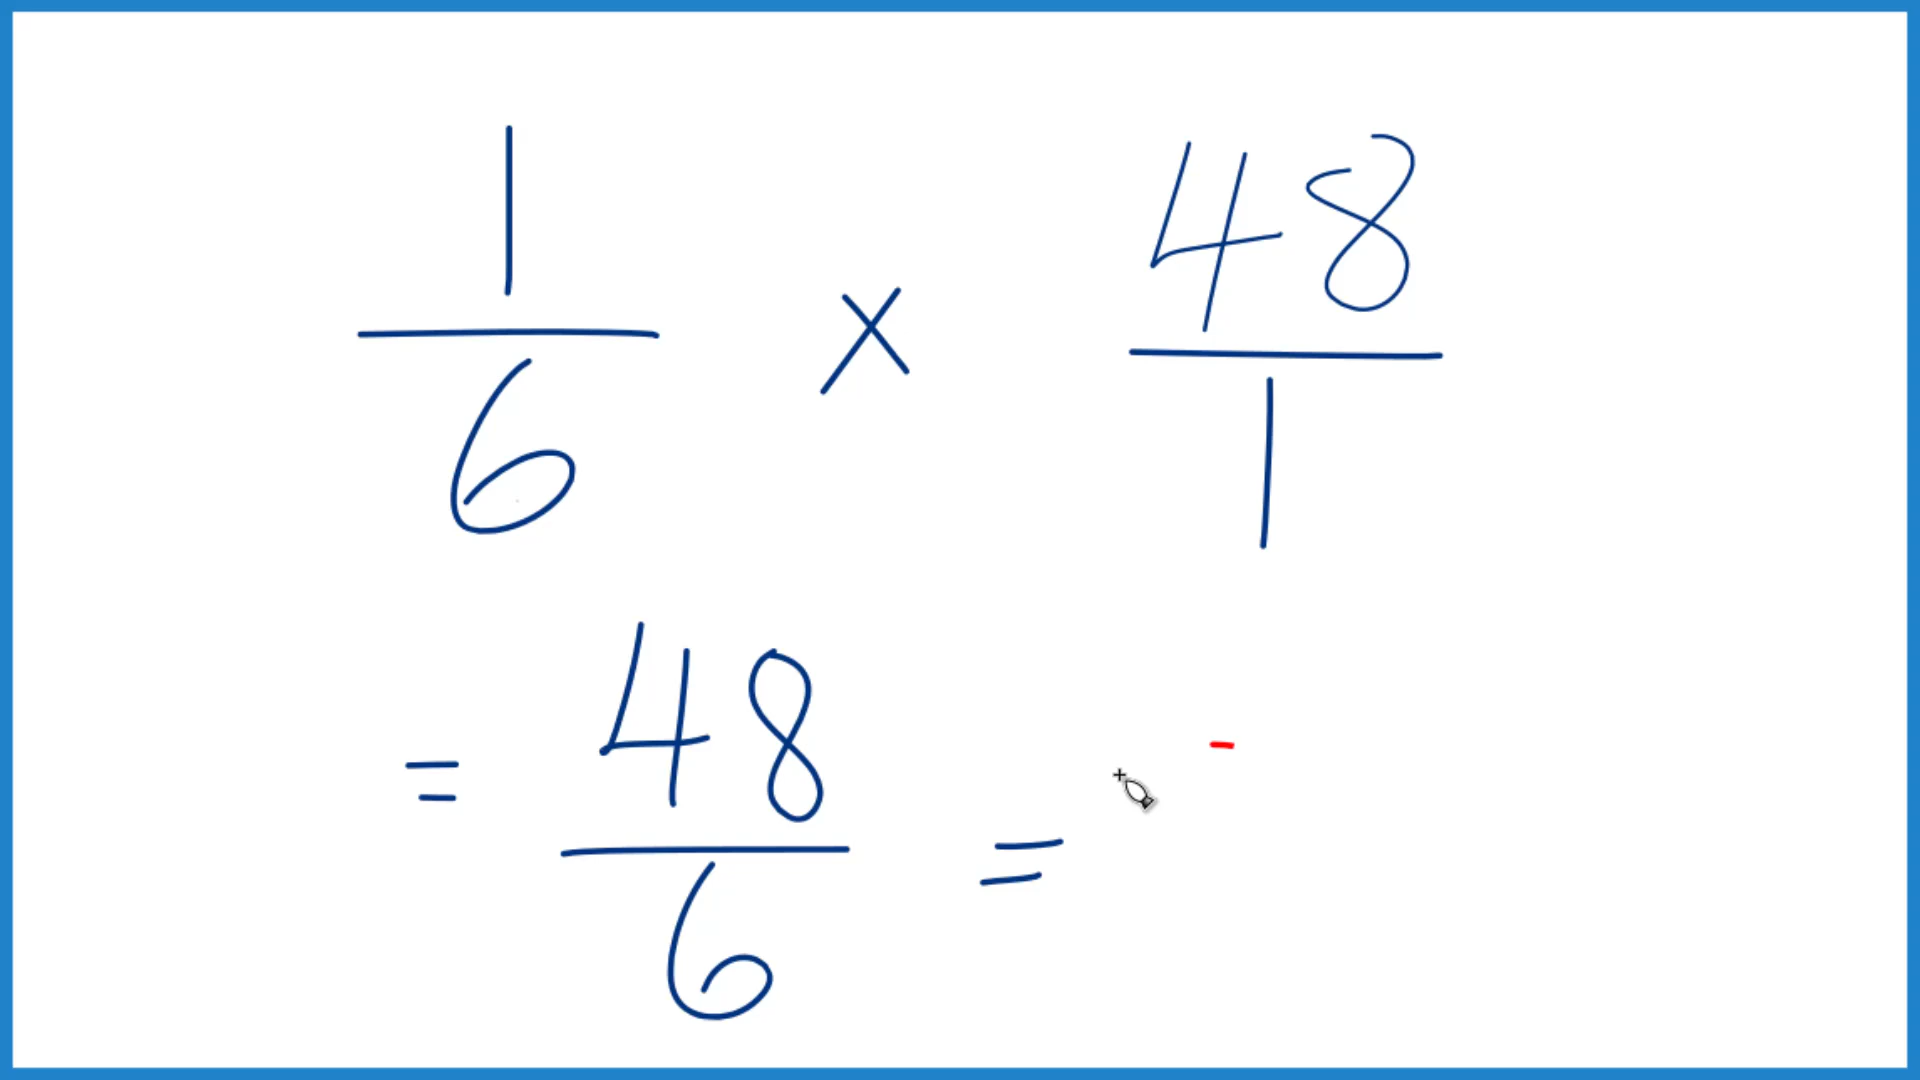 1/6 × 48/1
= 48/6 = -